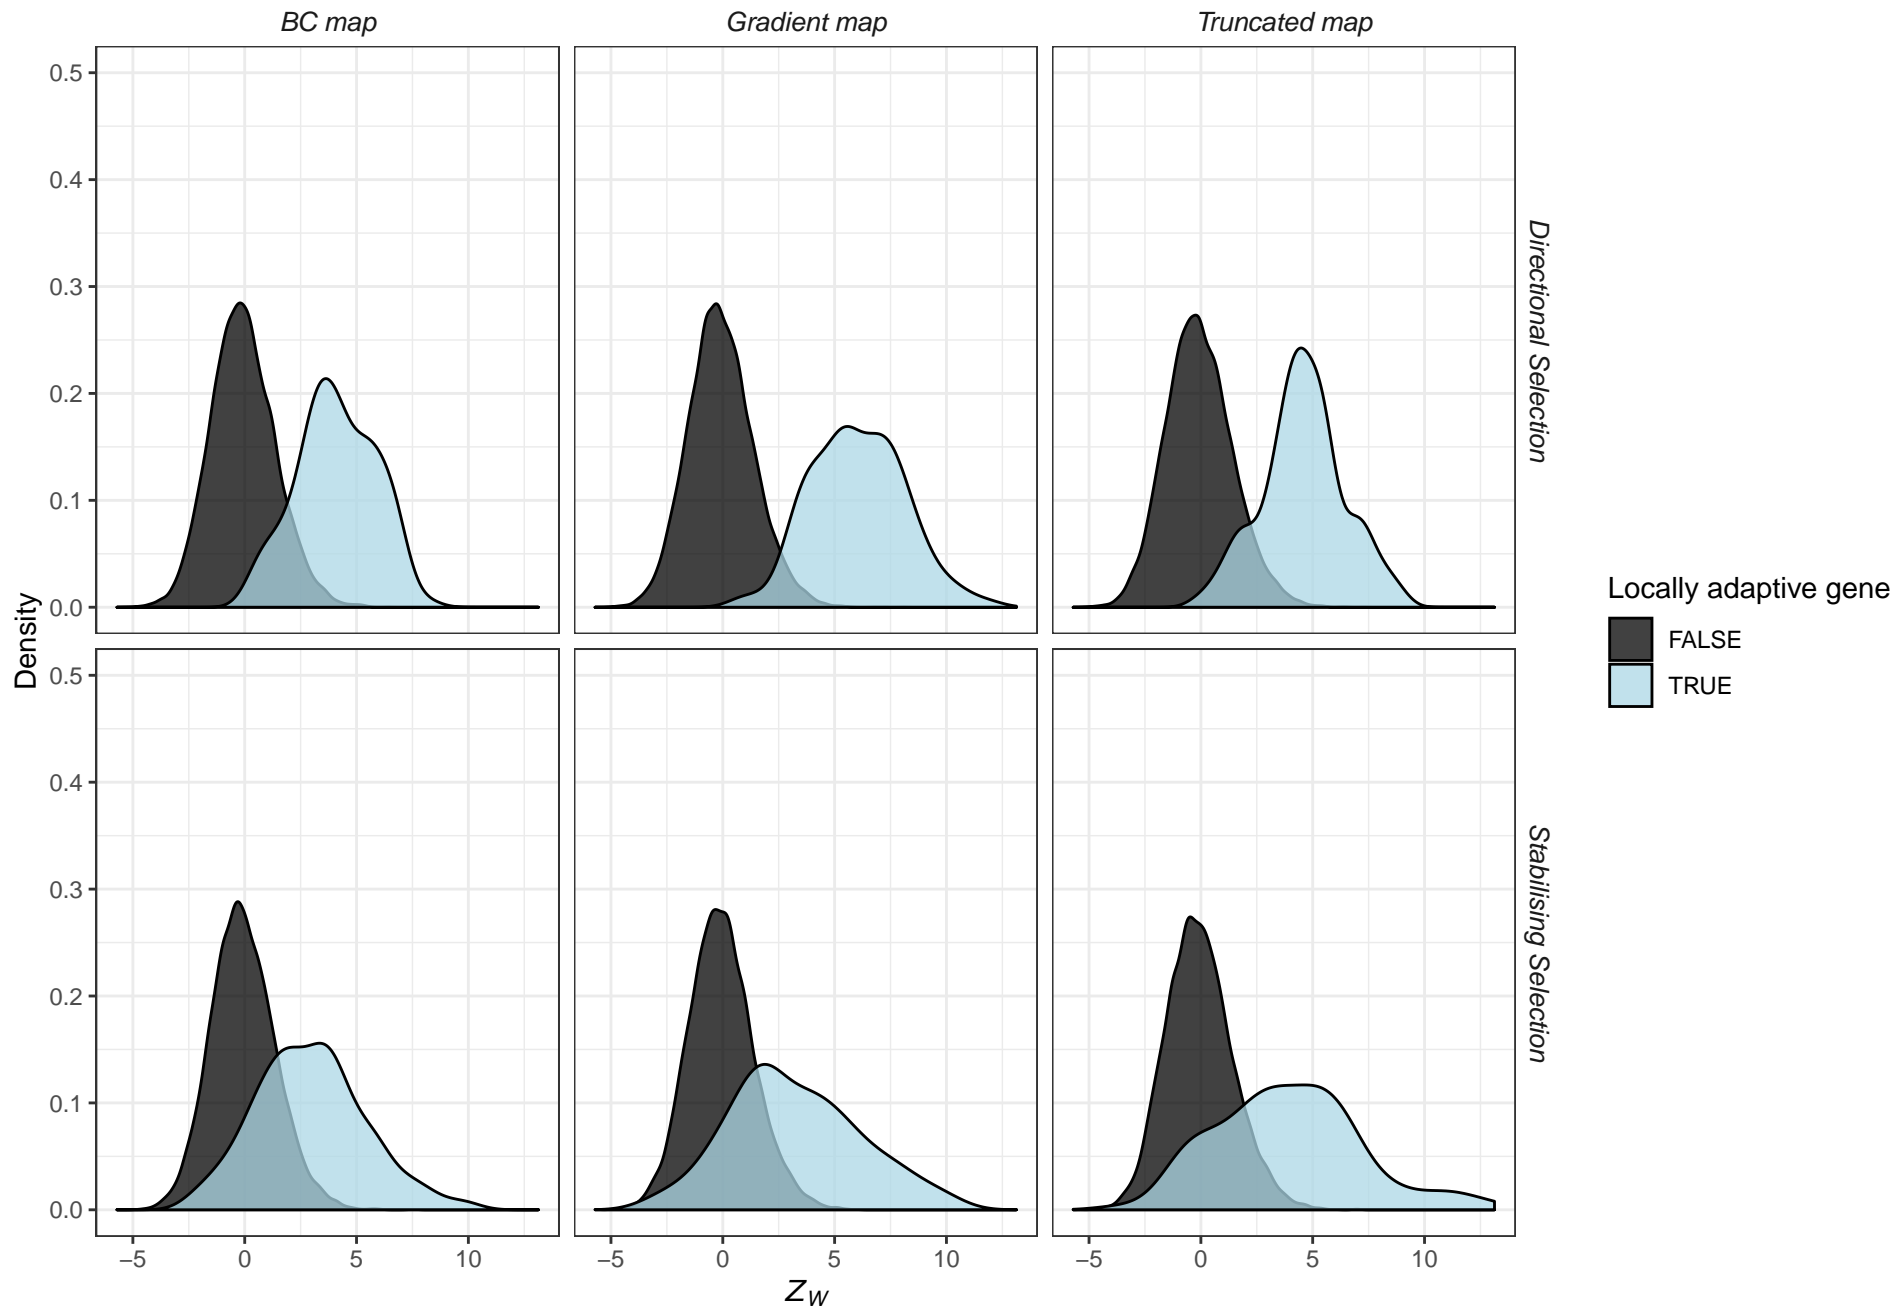 BC map
Gradient map
Truncated map
0.5
0.4
0.3
0.2
0.1
0.0
Directional Selection
0.5
0.4
0.3
0.2
0.1
0.0
Stabilising Selection
Density
−5 0 5 10
−5 0 5 10
−5 0 5 10
Z_W
Locally adaptive gene
FALSE
TRUE